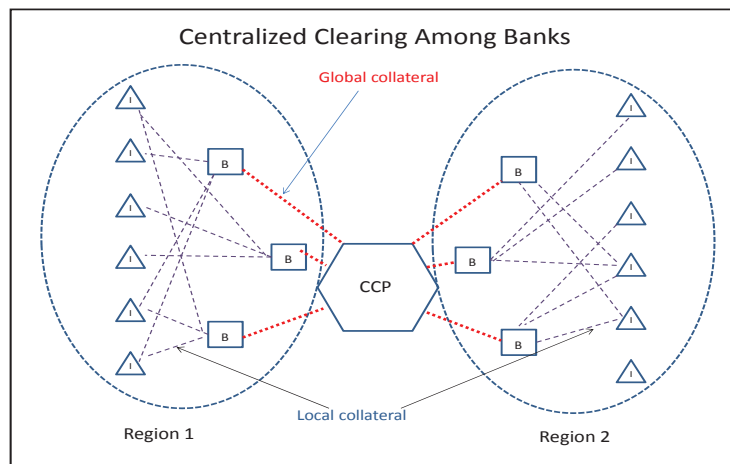 Centralized Clearing Among Banks
Global collateral
I
I
I
I
I
I
B
B
B
CCP
B
B
B
I
I
I
I
I
I
Local collateral
Region 1
Region 2